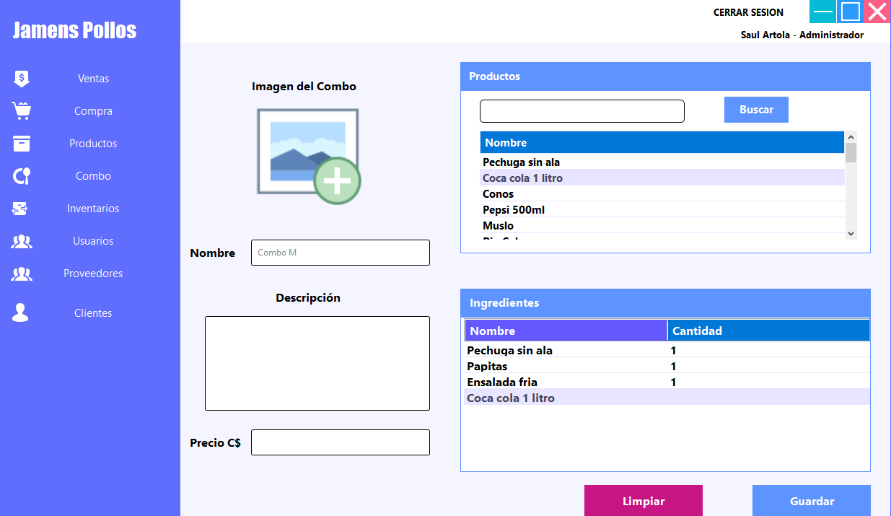 CERRAR SESION
Jamens Pollos
Saul Artola - Administrador
Ventas
Compra
Productos
Combo
Inventarios
Usuarios
Proveedores
Clientes
Imagen del Combo
Nombre
Combo M
Descripción
Precio C$
Productos
Buscar
Nombre
Pechuga sin ala
Coca cola 1 litro
Conos
Pepsi 500ml
Muslo
Ingredientes
Nombre Cantidad
Pechuga sin ala 1
Papitas 1
Ensalada fria 1
Coca cola 1 litro
Limpiar Guardar